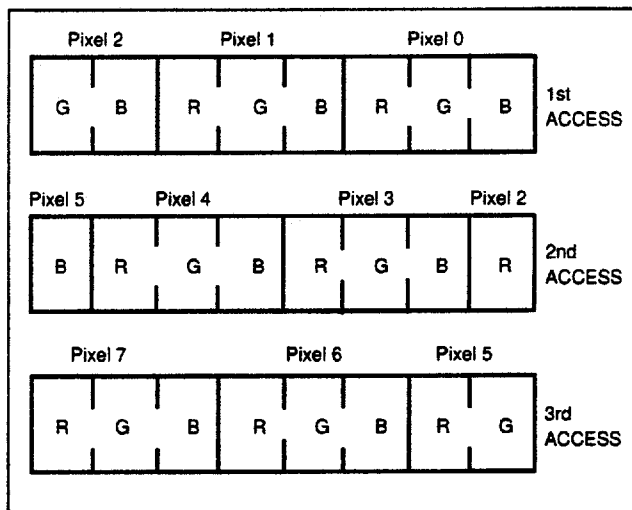 Pixel 2 Pixel 1 Pixel 0
G B R G B R G B 1st ACCESS
Pixel 5 Pixel 4 Pixel 3 Pixel 2
B R G B R G B R 2nd ACCESS
Pixel 7 Pixel 6 Pixel 5
R G B R G B R G 3rd ACCESS